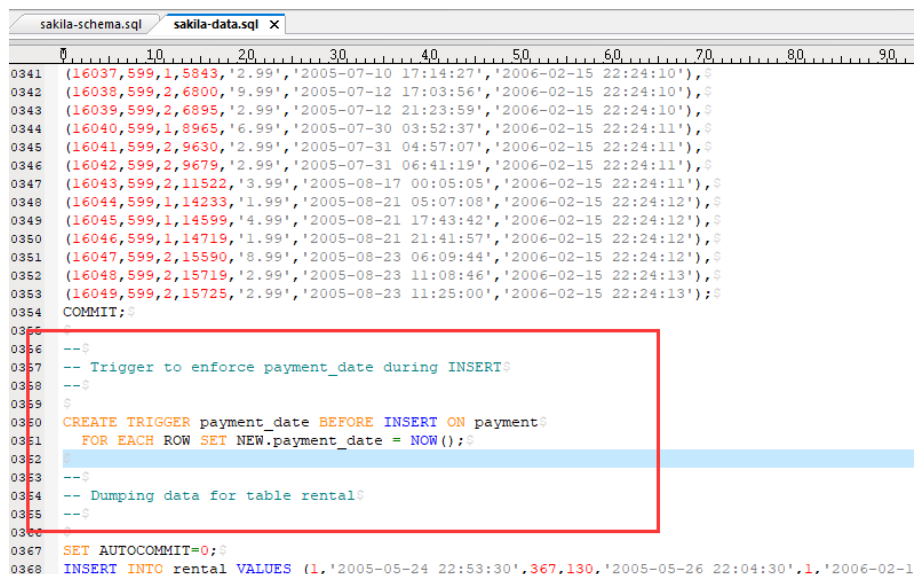 sakila-schema.sql sakila-data.sql X
0 10 20 30 40 50 60 70 80 90
0341 (16037,599,1,5843,'2.99','2005-07-10 17:14:27','2006-02-15 22:24:10'),$
0342 (16038,599,2,6800,'9.99','2005-07-12 17:03:56','2006-02-15 22:24:10'),$
0343 (16039,599,2,6895,'2.99','2005-07-12 21:23:59','2006-02-15 22:24:10'),$
0344 (16040,599,1,8965,'6.99','2005-07-30 03:52:37','2006-02-15 22:24:11'),$
0345 (16041,599,2,9630,'2.99','2005-07-31 04:57:07','2006-02-15 22:24:11'),$
0346 (16042,599,2,9679,'2.99','2005-07-31 06:41:19','2006-02-15 22:24:11'),$
0347 (16043,599,2,11522,'3.99','2005-08-17 00:05:05','2006-02-15 22:24:11'),$
0348 (16044,599,1,14233,'1.99','2005-08-21 05:07:08','2006-02-15 22:24:12'),$
0349 (16045,599,1,14599,'4.99','2005-08-21 17:43:42','2006-02-15 22:24:12'),$
0350 (16046,599,1,14719,'1.99','2005-08-21 21:41:57','2006-02-15 22:24:12'),$
0351 (16047,599,2,15590,'8.99','2005-08-23 06:09:44','2006-02-15 22:24:12'),$
0352 (16048,599,2,15719,'2.99','2005-08-23 11:08:46','2006-02-15 22:24:13'),$
0353 (16049,599,2,15725,'2.99','2005-08-23 11:25:00','2006-02-15 22:24:13');$
0354 COMMIT;$
0355 $
0356 --$
0357 -- Trigger to enforce payment_date during INSERT$
0358 --$
0359 $
0360 CREATE TRIGGER payment_date BEFORE INSERT ON payment$
0361 FOR EACH ROW SET NEW.payment_date = NOW();$
0362 $
0363 --$
0364 -- Dumping data for table rental$
0365 --$
0366 $
0367 SET AUTOCOMMIT=0;$
0368 INSERT INTO rental VALUES (1,'2005-05-24 22:53:30',367,130,'2005-05-26 22:04:30',1,'2006-02-1